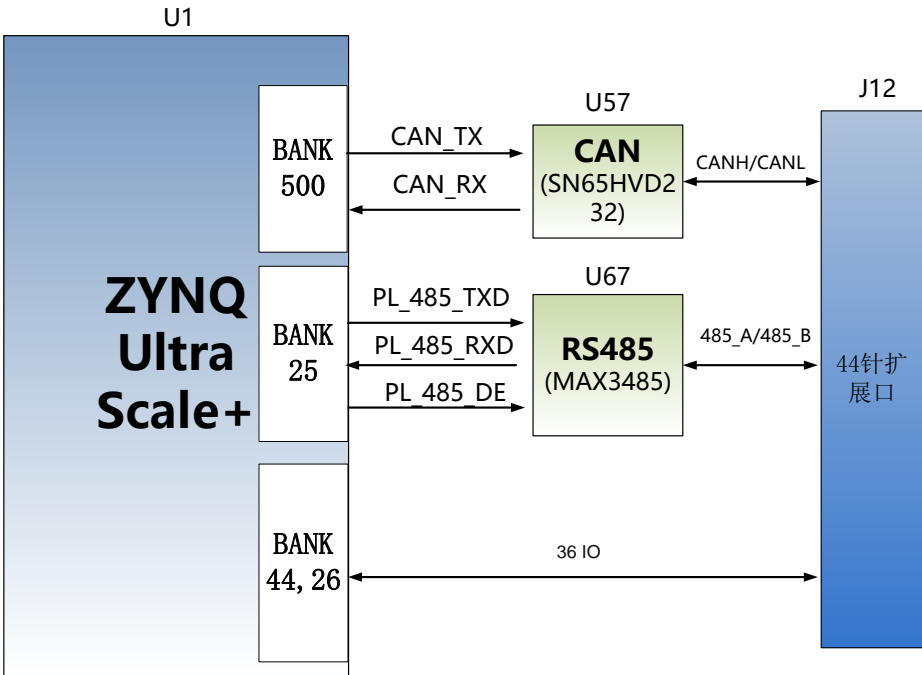 U1
ZYNQ
Ultra
Scale+
BANK
500
CAN_TX
CAN_RX
U57
CAN
(SN65HVD2
32)
CANH/CANL
BANK
25
PL_485_TXD
PL_485_RXD
PL_485_DE
U67
RS485
(MAX3485)
485_A/485_B
BANK
44,26
36 IO
J12
44针扩
展口